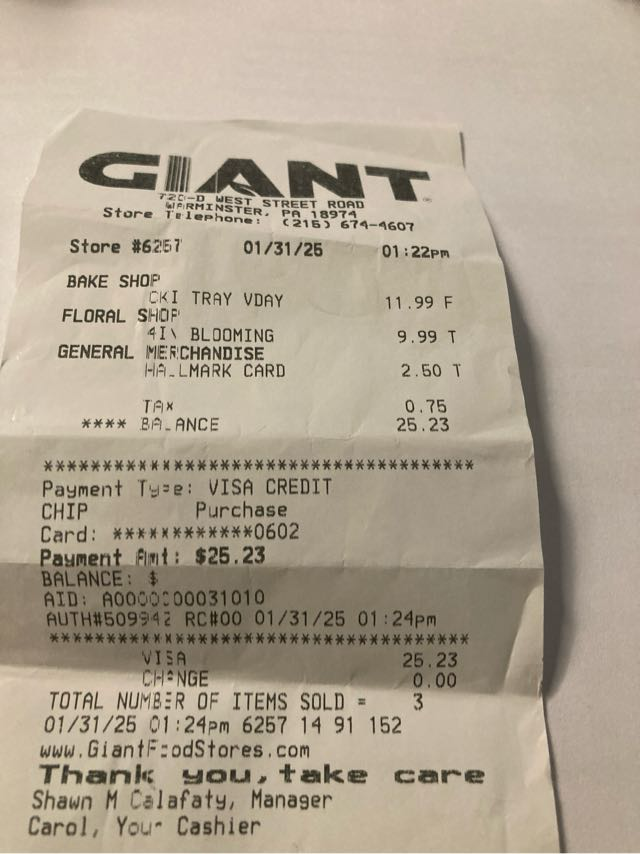 GIANT
720-D WEST STREET ROAD
WARMINSTER, PA 18974
Store Telephone: (215) 674-4607
Store #6257 01/31/25 01:22pm
BAKE SHOP
CKI TRAY VDAY 11.99 F
FLORAL SHOP
4IN BLOOMING 9.99 T
GENERAL MERCHANDISE
HALLMARK CARD 2.50 T
TAX 0.75
**** BALANCE 25.23
******************************************
Payment Type: VISA CREDIT
CHIP Purchase
Card: ************0602
Payment Amt: $25.23
BALANCE: $
AID: A0000000031010
AUTH#509942 RC#00 01/31/25 01:24pm
******************************************
VISA 25.23
CHANGE 0.00
TOTAL NUMBER OF ITEMS SOLD = 3
01/31/25 01:24pm 6257 14 91 152
www.GiantFoodStores.com
Thank you, take care
Shawn M Calafaty, Manager
Carol, Your Cashier